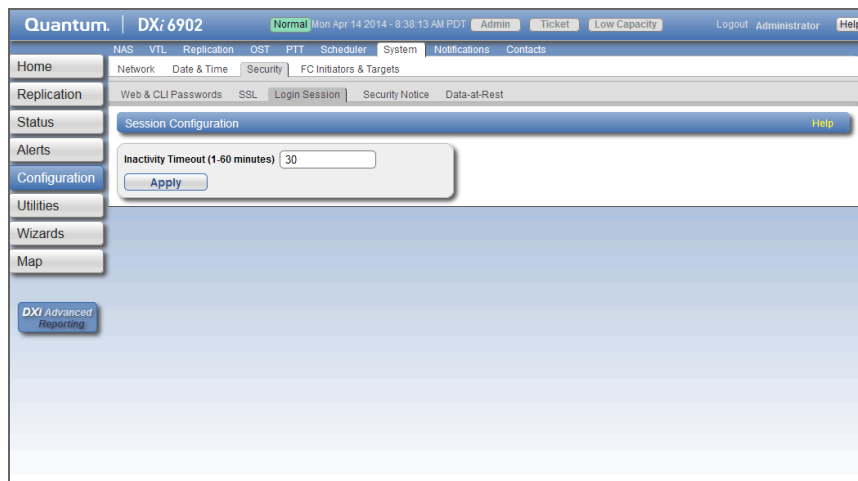 Quantum. DXi 6902 Normal Mon Apr 14 2014 - 8:38:13 AM PDT Admin Ticket Low Capacity Logout Administrator Help
NAS VTL Replication OST PTT Scheduler System Notifications Contacts
Home
Network Date & Time Security FC Initiators & Targets
Replication
Web & CLI Passwords SSL Login Session Security Notice Data-at-Rest
Status
Session Configuration Help
Alerts
Inactivity Timeout (1-60 minutes) 30
Configuration
Apply
Utilities
Wizards
Map
DXi Advanced
Reporting